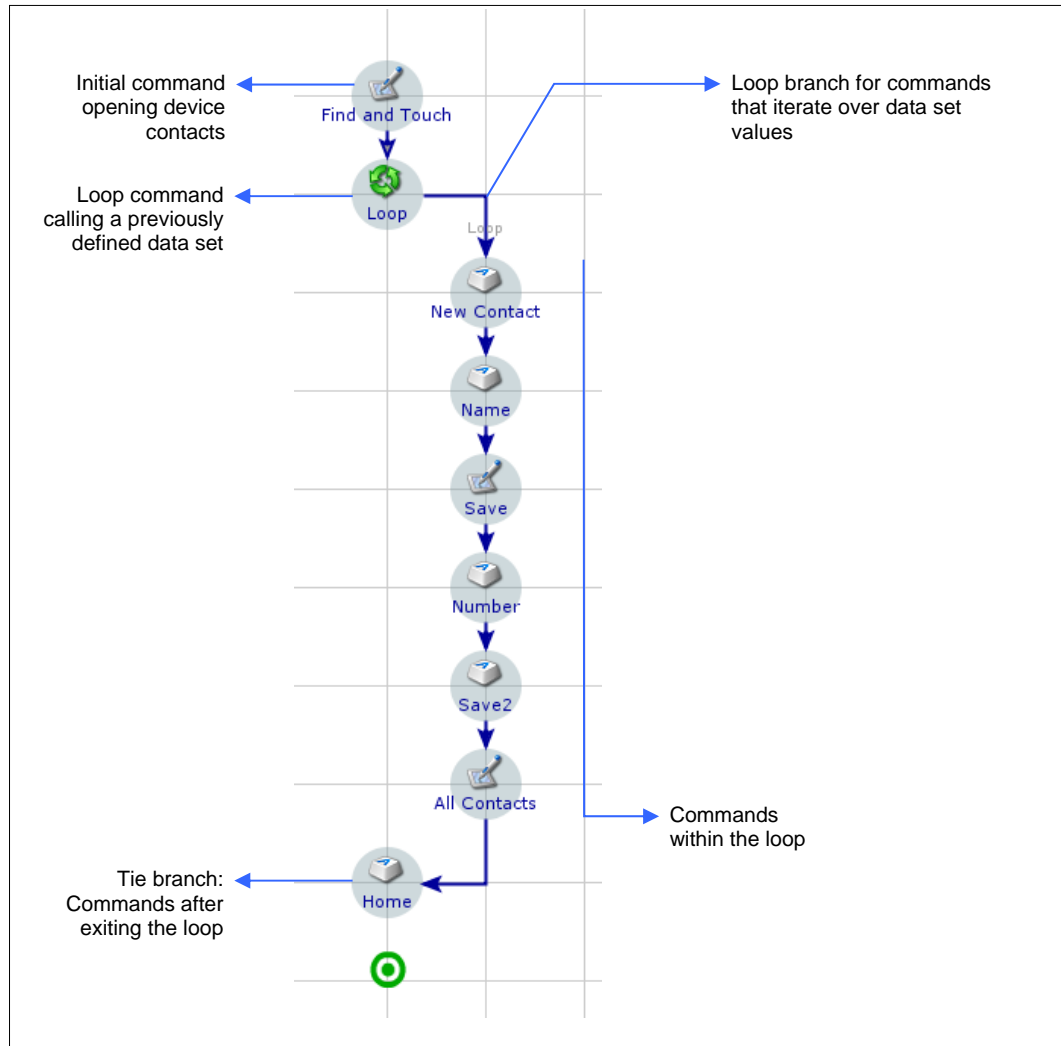 Initial command
opening device
contacts
Find and Touch
Loop branch for commands
that iterate over data set
values
Loop command
calling a previously
defined data set
Loop
Loop
New Contact
Name
Save
Number
Save2
All Contacts
Commands
within the loop
Tie branch:
Commands after
exiting the loop
Home